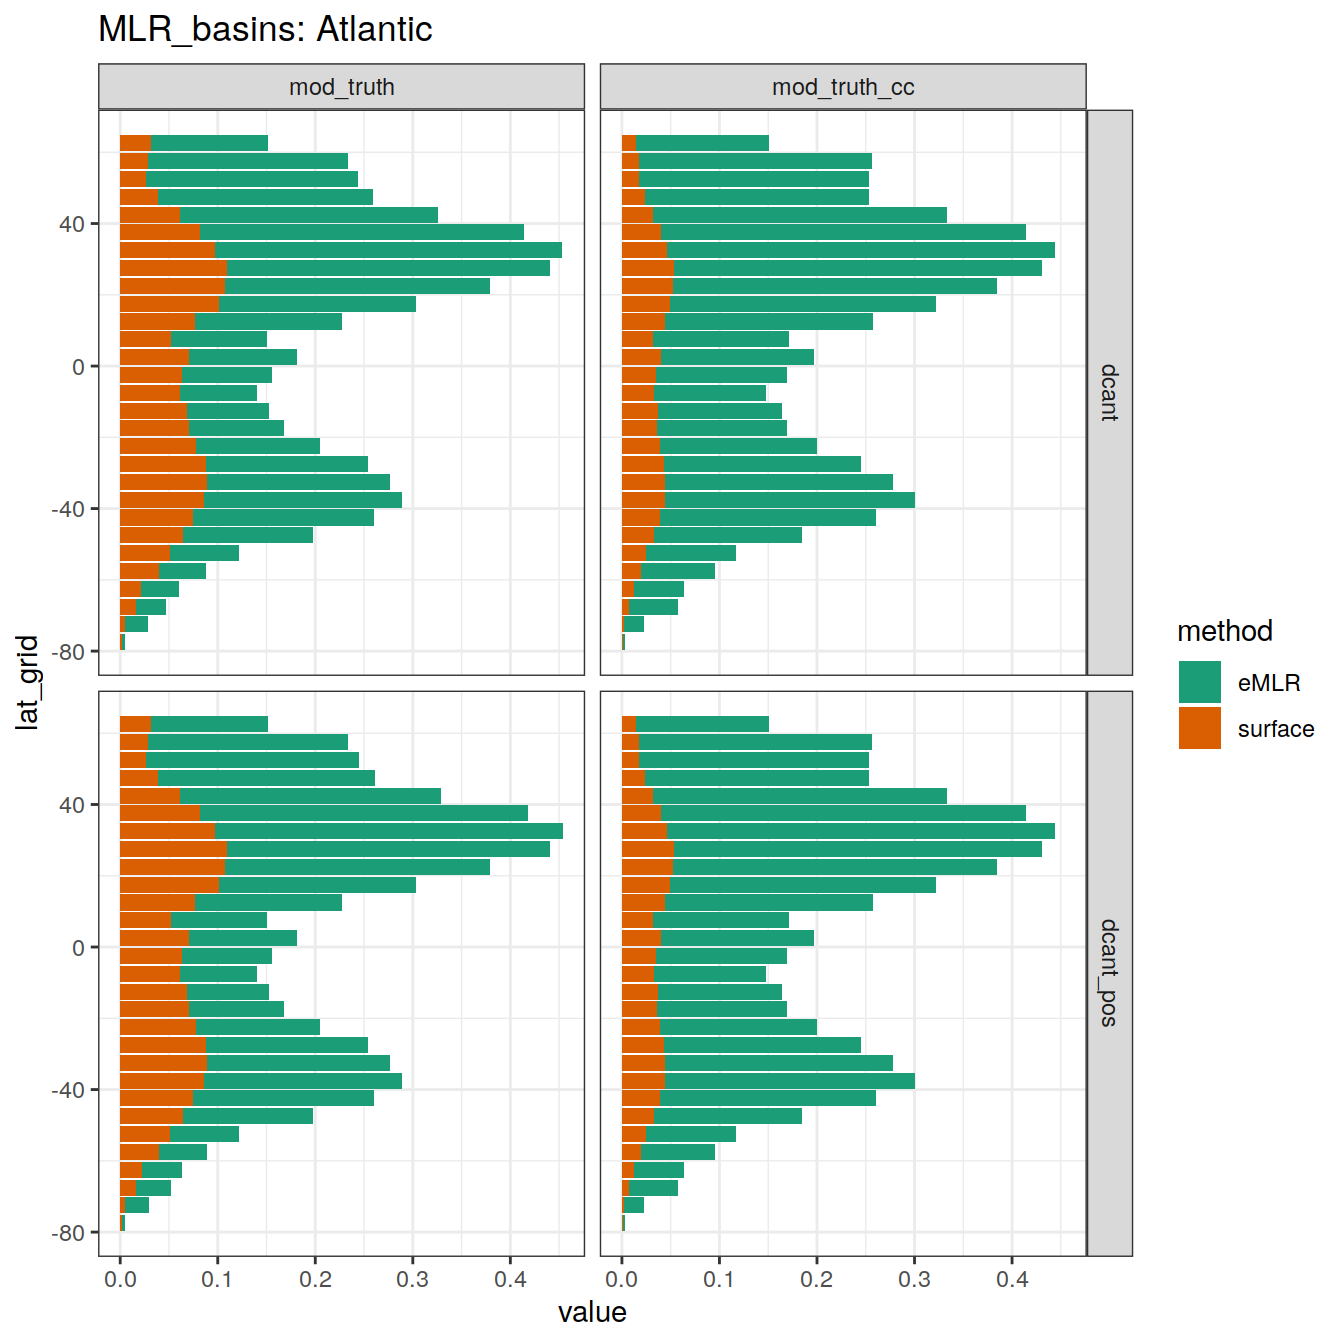 MLR_basins: Atlantic
mod_truth
mod_truth_cc
40
0
-40
-80
dcant
40
0
-40
-80
dcant_pos
0.0 0.1 0.2 0.3 0.4
0.0 0.1 0.2 0.3 0.4
value
lat_grid
method
eMLR
surface